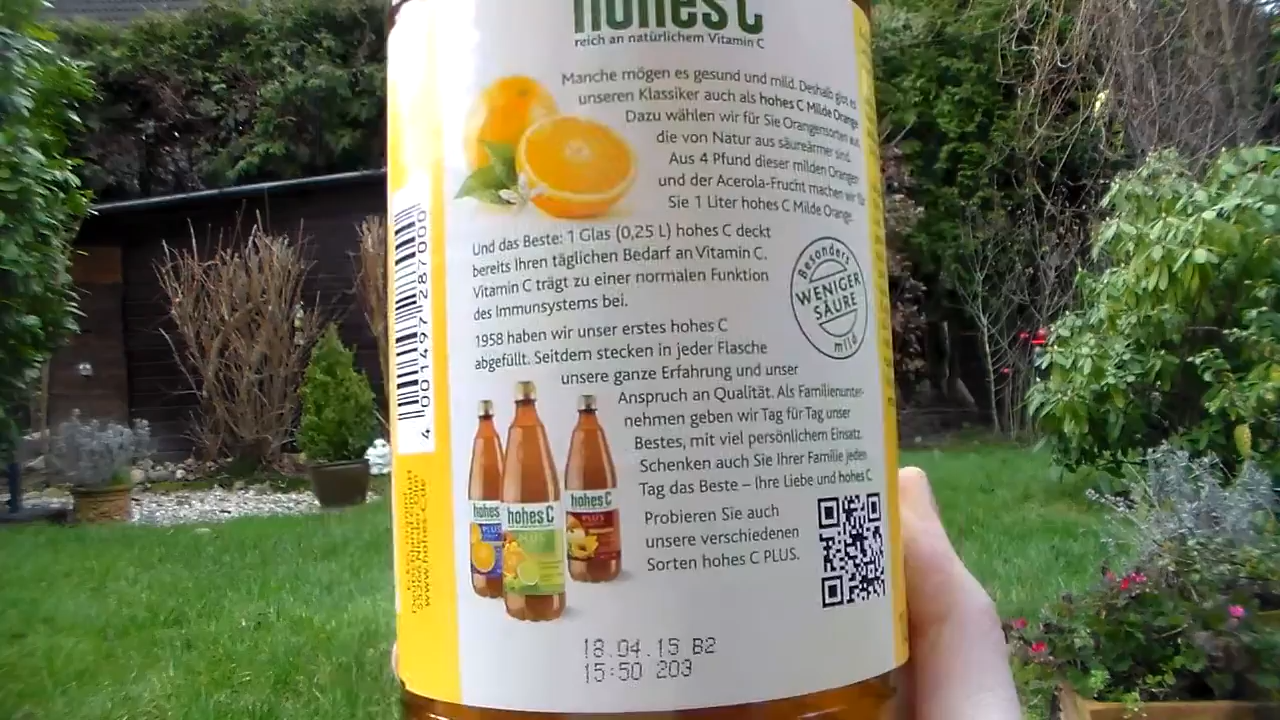 hohes C
reich an natürlichem Vitamin C
Manche mögen es gesund und mild. Deshalb gibt es
unseren Klassiker auch als hohes C Milde Orange.
Dazu wählen wir für Sie Orangensorten aus,
die von Natur aus säureärmer sind.
Aus 4 Pfund dieser milden Orangen
und der Acerola-Frucht machen wir für
Sie 1 Liter hohes C Milde Orange.
Und das Beste: 1 Glas (0,25 L) hohes C deckt
bereits Ihren täglichen Bedarf an Vitamin C.
Vitamin C trägt zu einer normalen Funktion
des Immunsystems bei.
Besonders
WENIGER
SÄURE
mild
1958 haben wir unser erstes hohes C
abgefüllt. Seitdem stecken in jeder Flasche
unsere ganze Erfahrung und unser
Anspruch an Qualität. Als Familienunter-
nehmen geben wir Tag für Tag unser
Bestes, mit viel persönlichem Einsatz.
Schenken auch Sie Ihrer Familie jeden
Tag das Beste – Ihre Liebe und hohes C
Probieren Sie auch
unsere verschiedenen
Sorten hohes C PLUS.
hohes
PLUS
hohes C
PLUS
hohes C
PLUS
4 001497 287000
www.hohes-C.de
18.04.15 B2
15:50 203